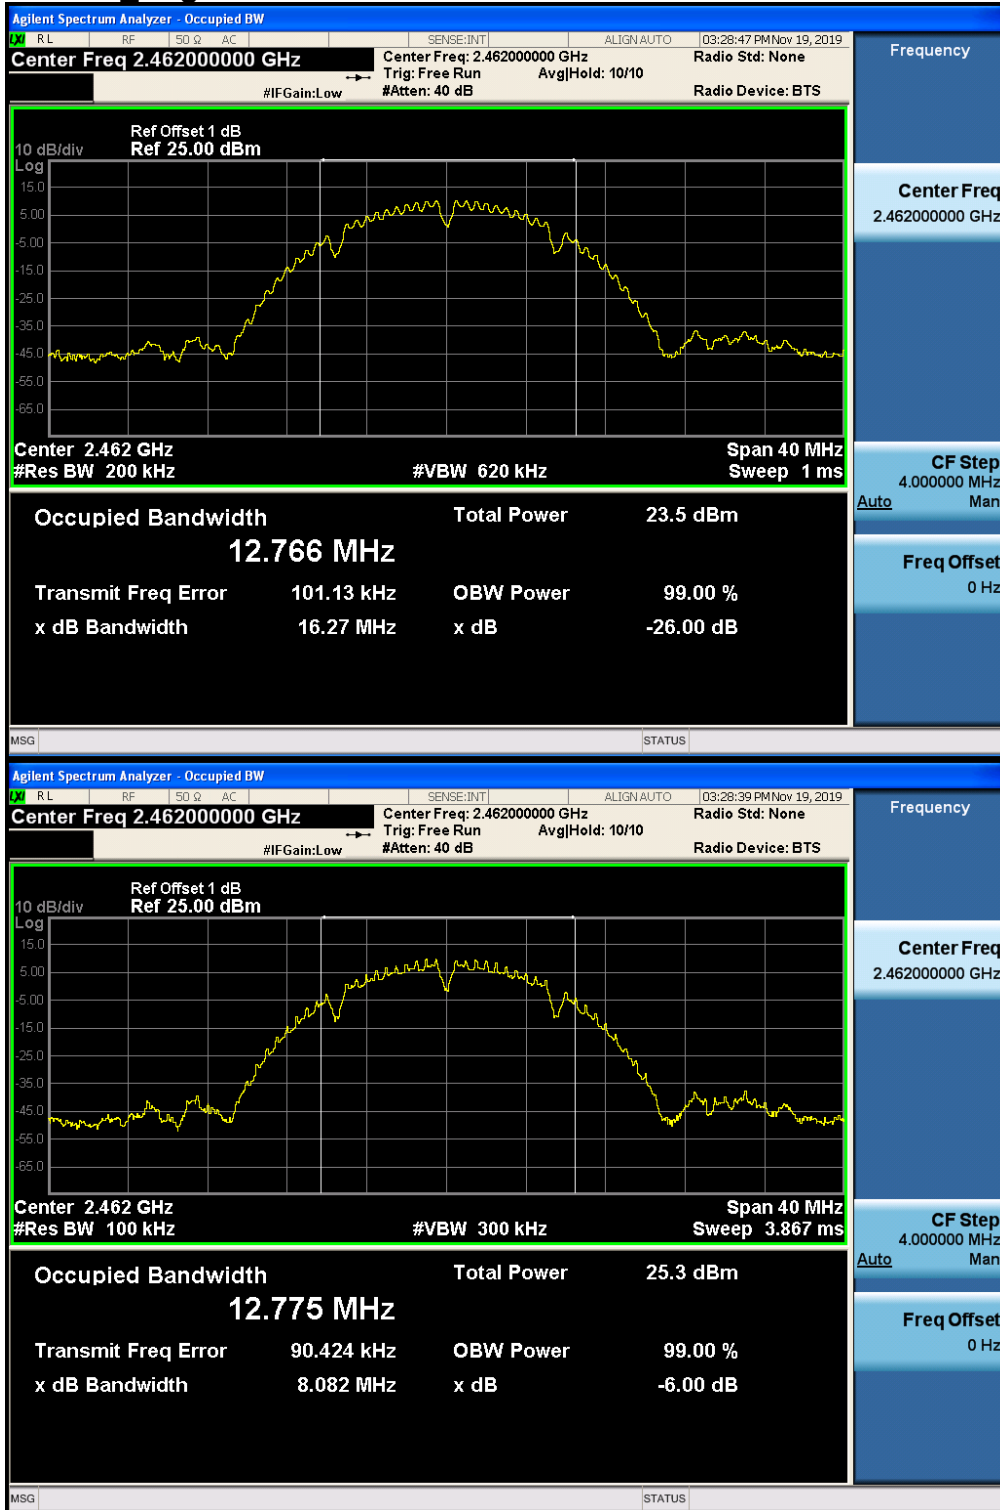 Agilent Spectrum Analyzer - Occupied BW
LXI RL RF 50 Ω AC SENSE:INT ALIGN AUTO 03:28:47 PM Nov 19, 2019
Center Freq 2.462000000 GHz
Center Freq: 2.462000000 GHz Radio Std: None
Trig: Free Run Avg|Hold: 10/10
#IFGain:Low #Atten: 40 dB Radio Device: BTS
Frequency
Ref Offset 1 dB
10 dB/div Ref 25.00 dBm
Log
15.0
5.00
-5.00
-15.0
-25.0
-35.0
-45.0
-55.0
-65.0
Center 2.462 GHz Span 40 MHz
#Res BW 200 kHz #VBW 620 kHz Sweep 1 ms
Center Freq
2.462000000 GHz
CF Step
4.000000 MHz
Auto Man
Freq Offset
0 Hz
Occupied Bandwidth Total Power 23.5 dBm
12.766 MHz
Transmit Freq Error 101.13 kHz OBW Power 99.00 %
x dB Bandwidth 16.27 MHz x dB -26.00 dB
MSG STATUS
Agilent Spectrum Analyzer - Occupied BW
LXI RL RF 50 Ω AC SENSE:INT ALIGN AUTO 03:28:39 PM Nov 19, 2019
Center Freq 2.462000000 GHz
Center Freq: 2.462000000 GHz Radio Std: None
Trig: Free Run Avg|Hold: 10/10
#IFGain:Low #Atten: 40 dB Radio Device: BTS
Frequency
Ref Offset 1 dB
10 dB/div Ref 25.00 dBm
Log
15.0
5.00
-5.00
-15.0
-25.0
-35.0
-45.0
-55.0
-65.0
Center 2.462 GHz Span 40 MHz
#Res BW 100 kHz #VBW 300 kHz Sweep 3.867 ms
Center Freq
2.462000000 GHz
CF Step
4.000000 MHz
Auto Man
Freq Offset
0 Hz
Occupied Bandwidth Total Power 25.3 dBm
12.775 MHz
Transmit Freq Error 90.424 kHz OBW Power 99.00 %
x dB Bandwidth 8.082 MHz x dB -6.00 dB
MSG STATUS